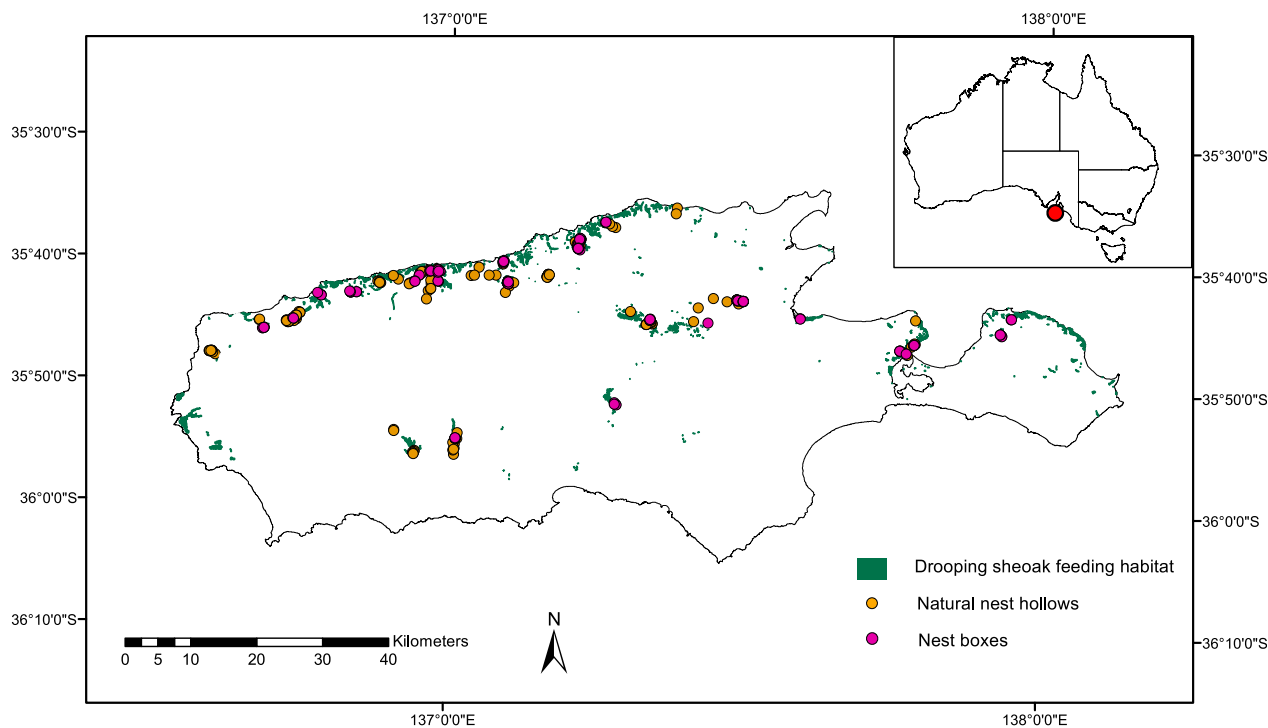 137°0'0"E 138°0'0"E
35°30'0"S
35°30'0"S
35°40'0"S
35°40'0"S
35°50'0"S
35°50'0"S
36°0'0"S
36°0'0"S
Drooping sheoak feeding habitat
Natural nest hollows
36°10'0"S
N
Nest boxes
Kilometers
36°10'0"S
0 5 10 20 30 40
137°0'0"E 138°0'0"E